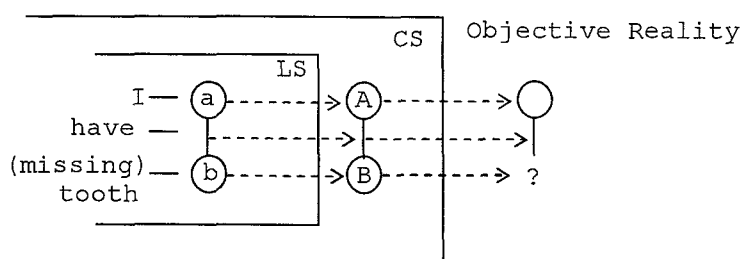 CS Objective Reality
LS
I a A
have
(missing) b B ?
tooth